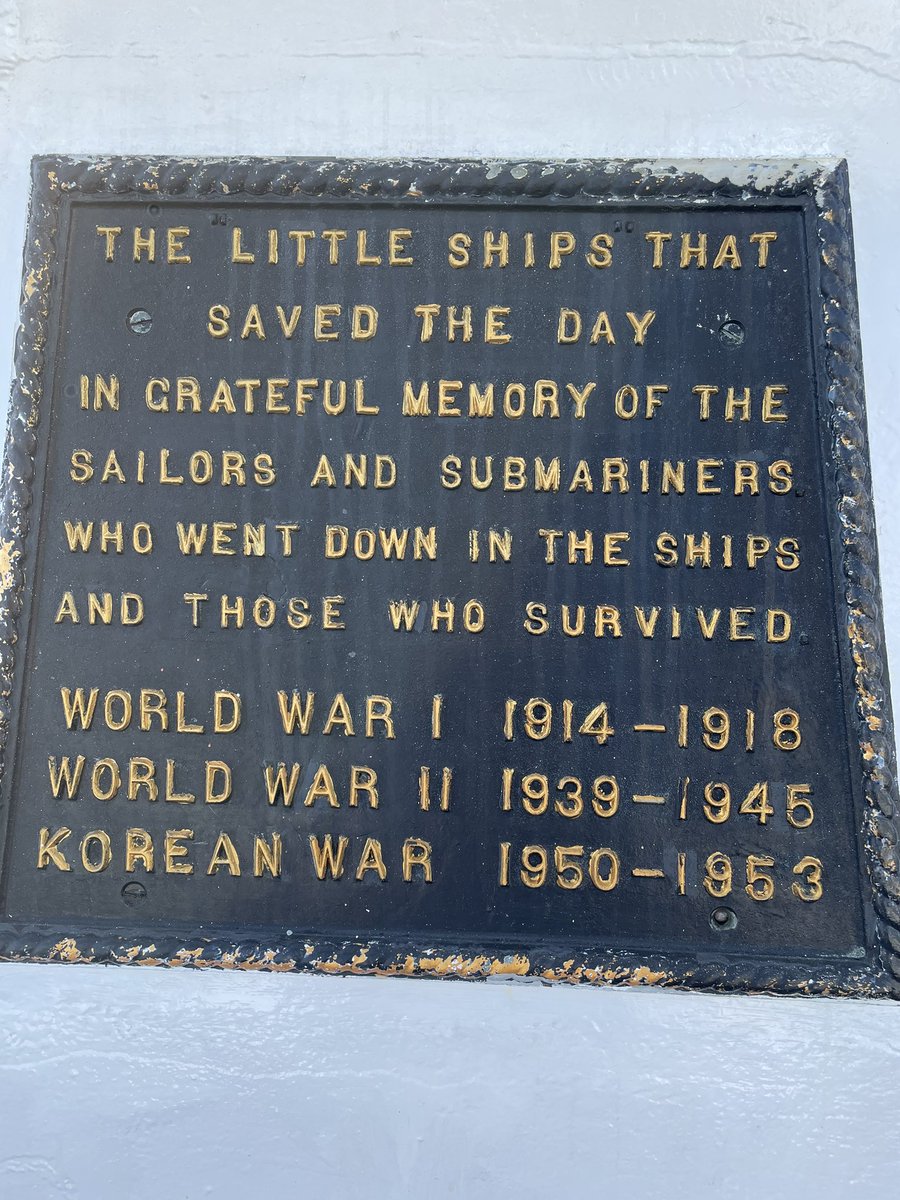 THE "LITTLE SHIPS" THAT
SAVED THE DAY
IN GRATEFUL MEMORY OF THE
SAILORS AND SUBMARINERS
WHO WENT DOWN IN THE SHIPS
AND THOSE WHO SURVIVED
WORLD WAR I 1914-1918
WORLD WAR II 1939-1945
KOREAN WAR 1950-1953